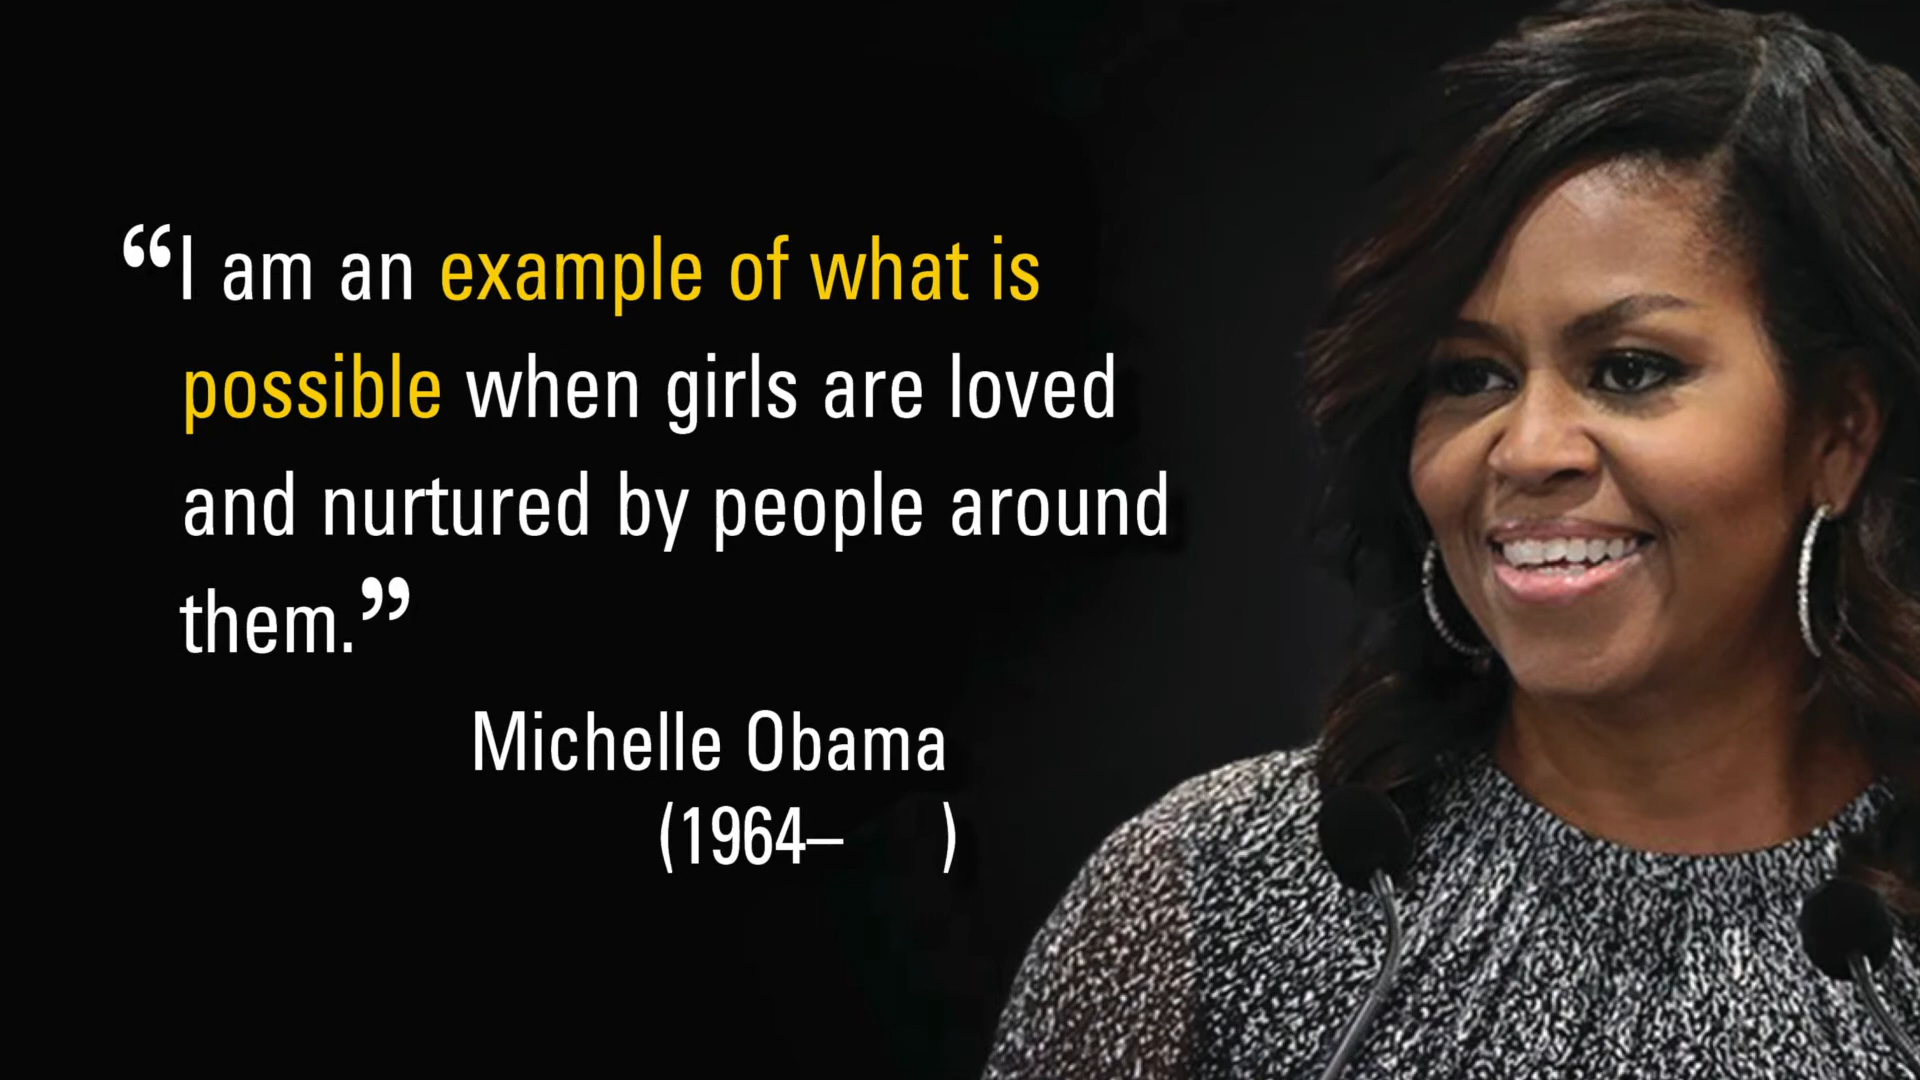 “I am an example of what is
possible when girls are loved
and nurtured by people around
them.”
Michelle Obama
(1964– )